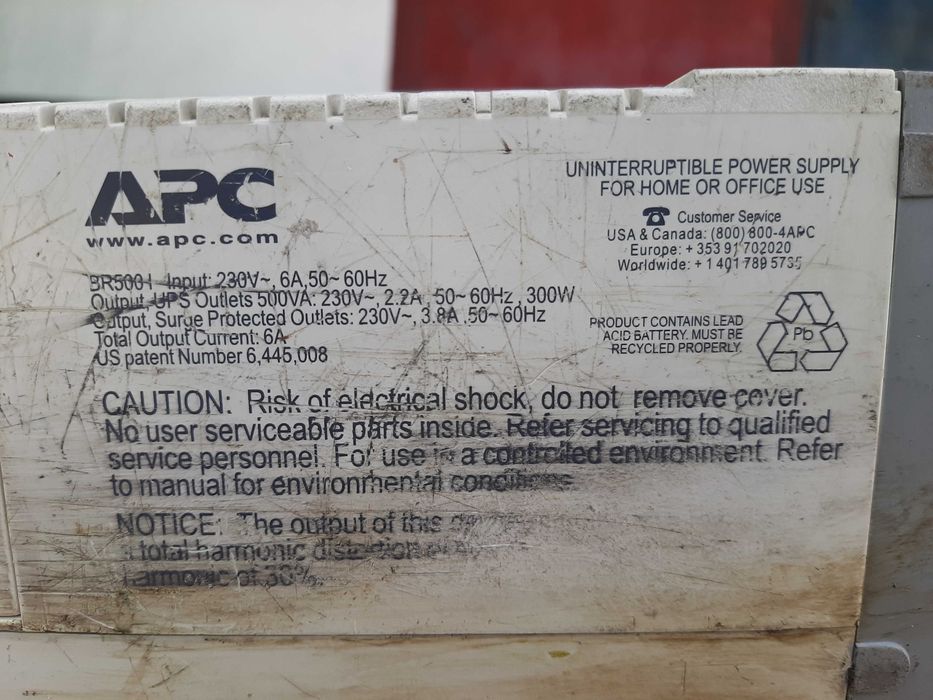 APC
www.apc.com
UNINTERRUPTIBLE POWER SUPPLY
FOR HOME OR OFFICE USE
Customer Service
USA & Canada: (800) 800-4APC
Europe: +353 91 702020
Worldwide: +1 401 789 5735
BR500-I Input: 230V~, 6A, 50~60Hz
Output, UPS Outlets 500VA: 230V~, 2.2A, 50~60Hz, 300W
Output, Surge Protected Outlets: 230V~, 3.8A 50~60Hz
Total Output Current: 6A
US patent Number 6,445,008
PRODUCT CONTAINS LEAD
ACID BATTERY. MUST BE
RECYCLED PROPERLY.
Pb
CAUTION: Risk of electrical shock, do not remove cover.
No user serviceable parts inside. Refer servicing to qualified
service personnel. For use in a controlled environment. Refer
to manual for environmental conditions.
NOTICE: The output of this
total harmonic distortion
harmonic of 30%.